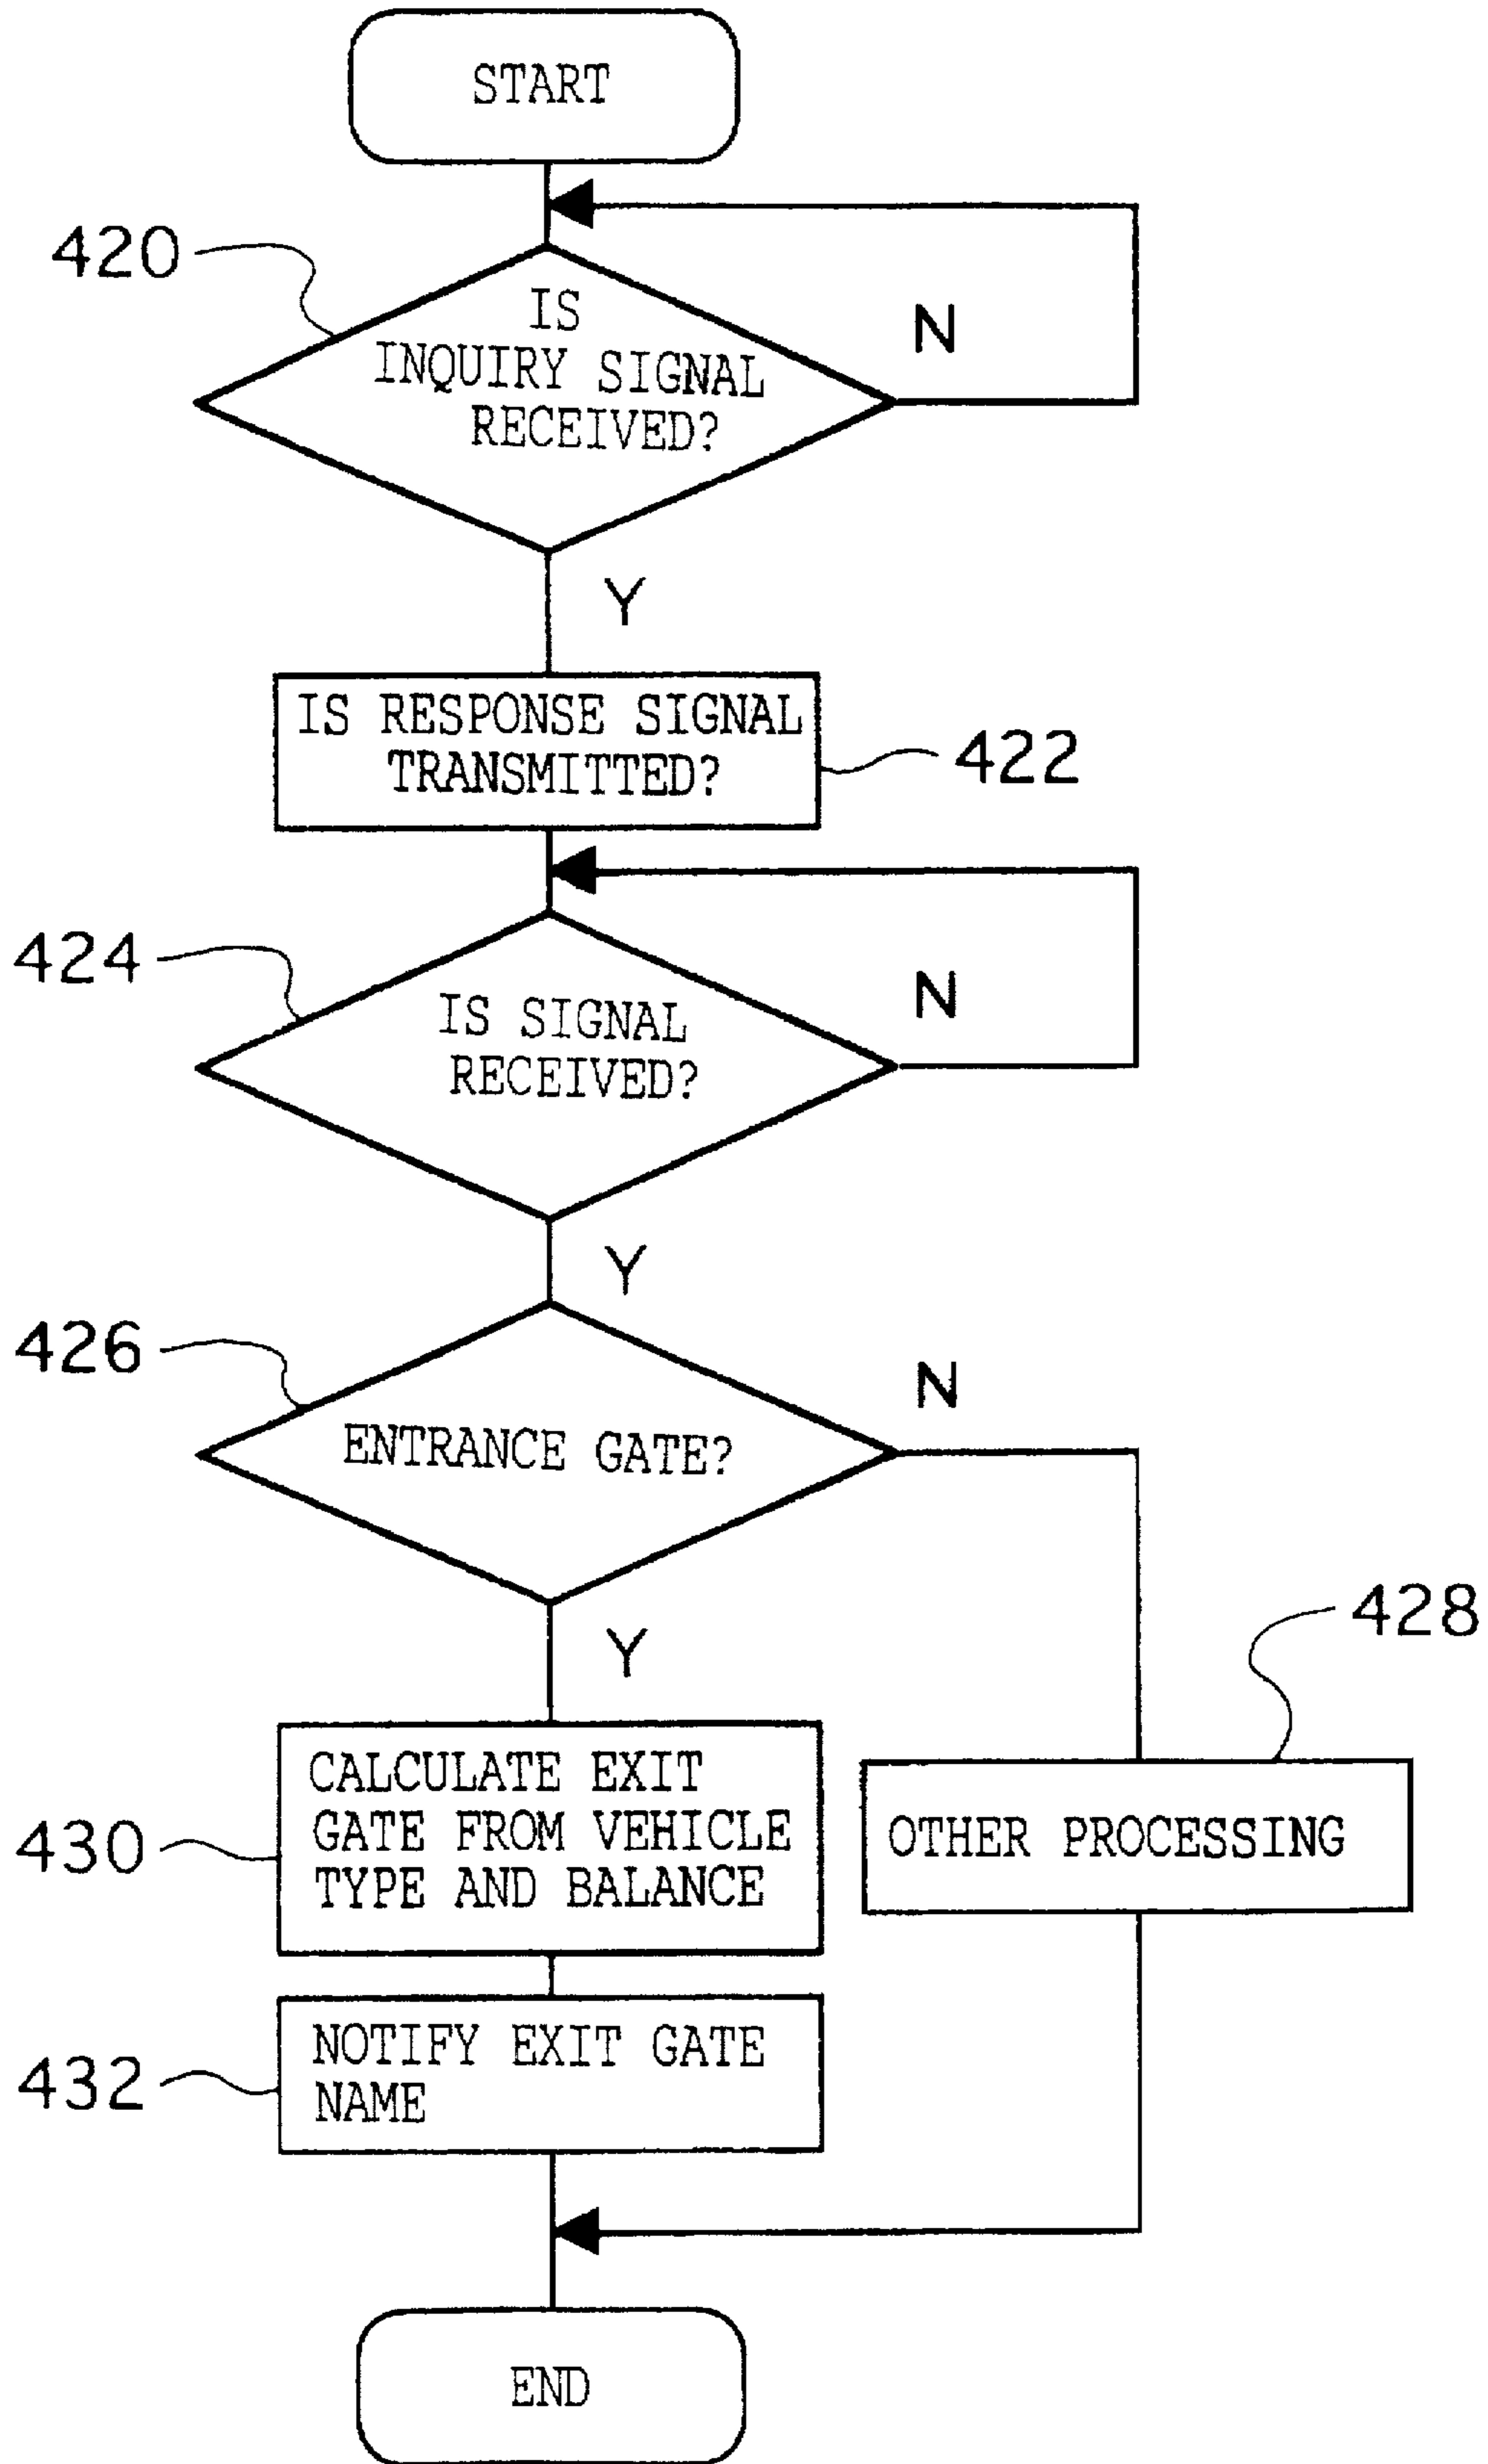 START
420
IS
INQUIRY SIGNAL
RECEIVED?
N
Y
IS RESPONSE SIGNAL
TRANSMITTED?
422
424
IS SIGNAL
RECEIVED?
N
Y
426
ENTRANCE GATE?
N
Y
428
430
CALCULATE EXIT
GATE FROM VEHICLE
TYPE AND BALANCE
OTHER PROCESSING
432
NOTIFY EXIT GATE
NAME
END